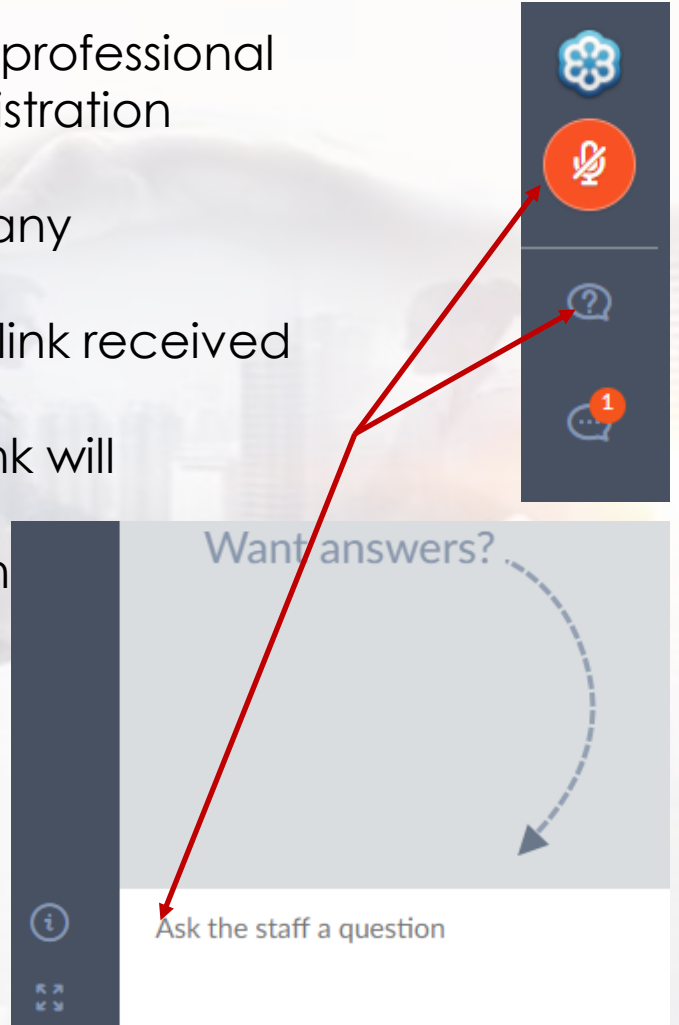 professional
istration
any
link received
nk will
n
1
Want answers?
Ask the staff a question